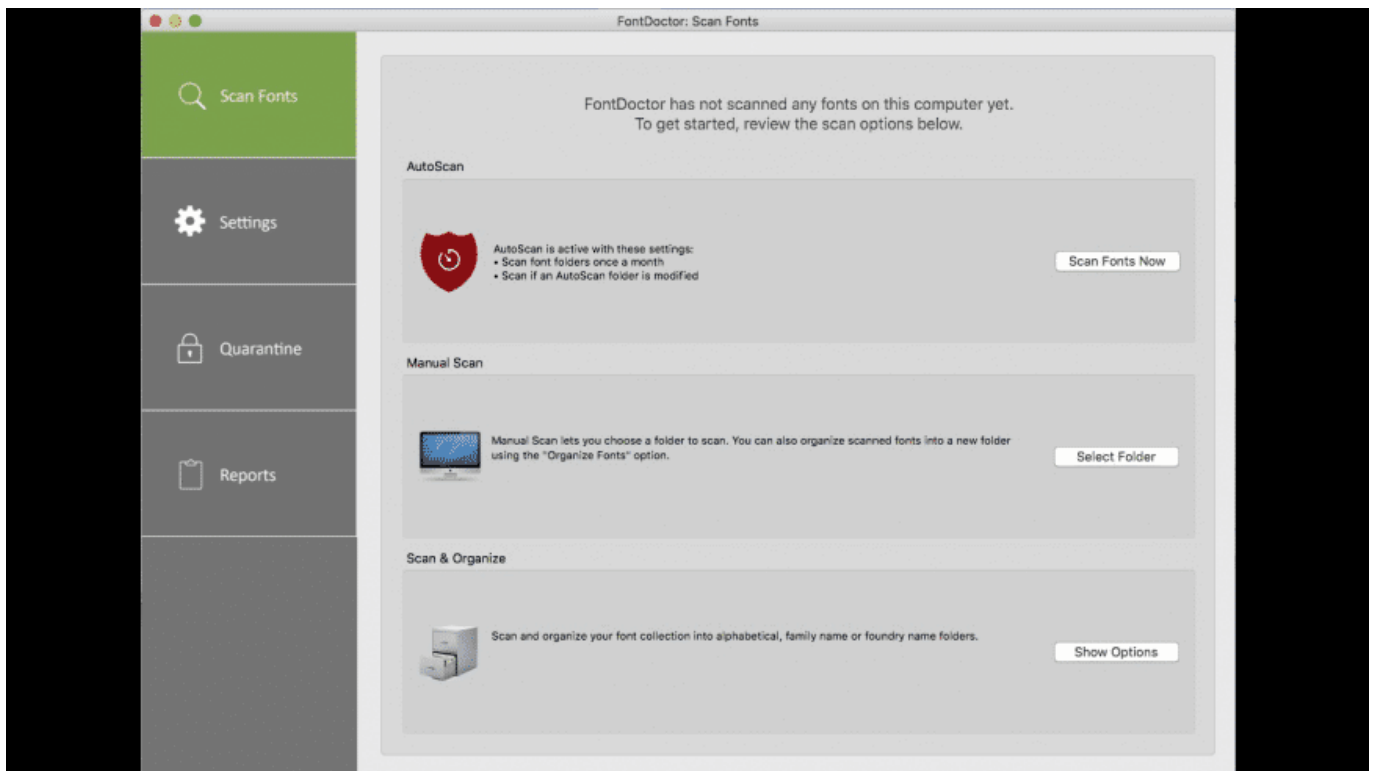 FontDoctor: Scan Fonts
Scan Fonts
Settings
Quarantine
Reports
FontDoctor has not scanned any fonts on this computer yet.
To get started, review the scan options below.
AutoScan
AutoScan is active with these settings:
• Scan font folders once a month
• Scan if an AutoScan folder is modified
Scan Fonts Now
Manual Scan
Manual Scan lets you choose a folder to scan. You can also organize scanned fonts into a new folder
using the "Organize Fonts" option.
Select Folder
Scan & Organize
Scan and organize your font collection into alphabetical, family name or foundry name folders.
Show Options